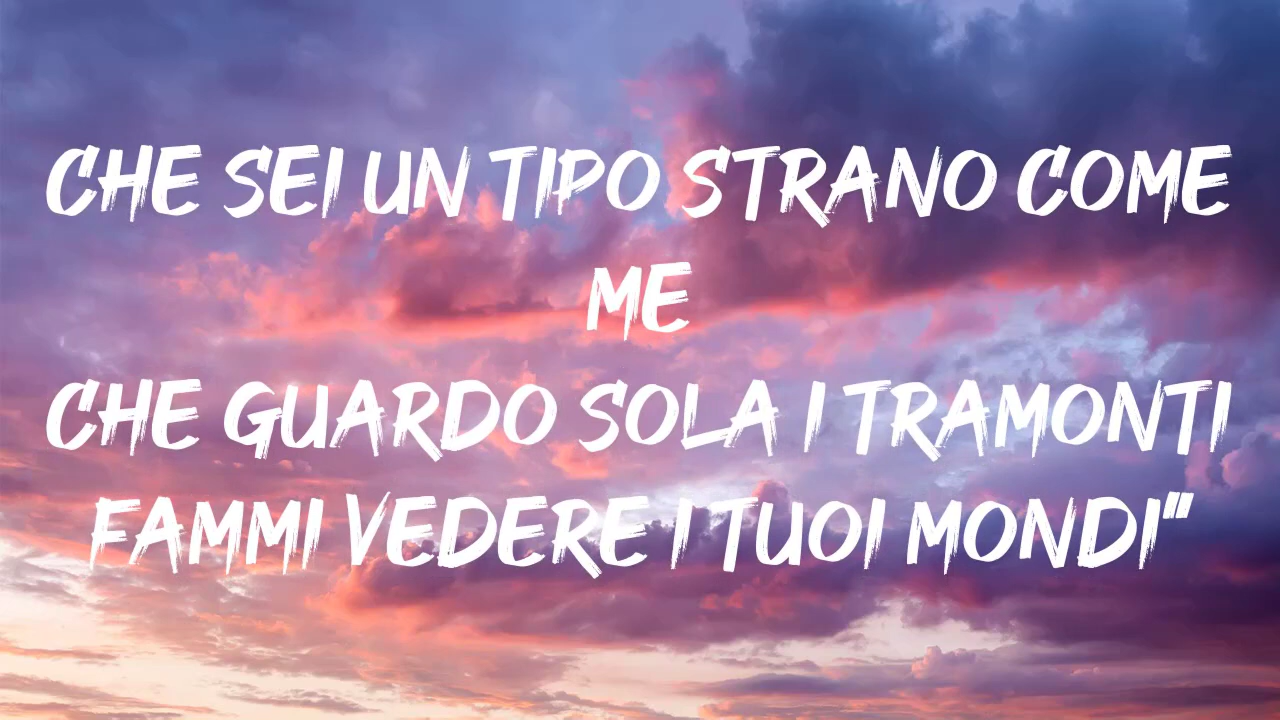 CHE SEI UN TIPO STRANO COME
ME
CHE GUARDO SOLA I TRAMONTI
FAMMI VEDERE I TUOI MONDI"